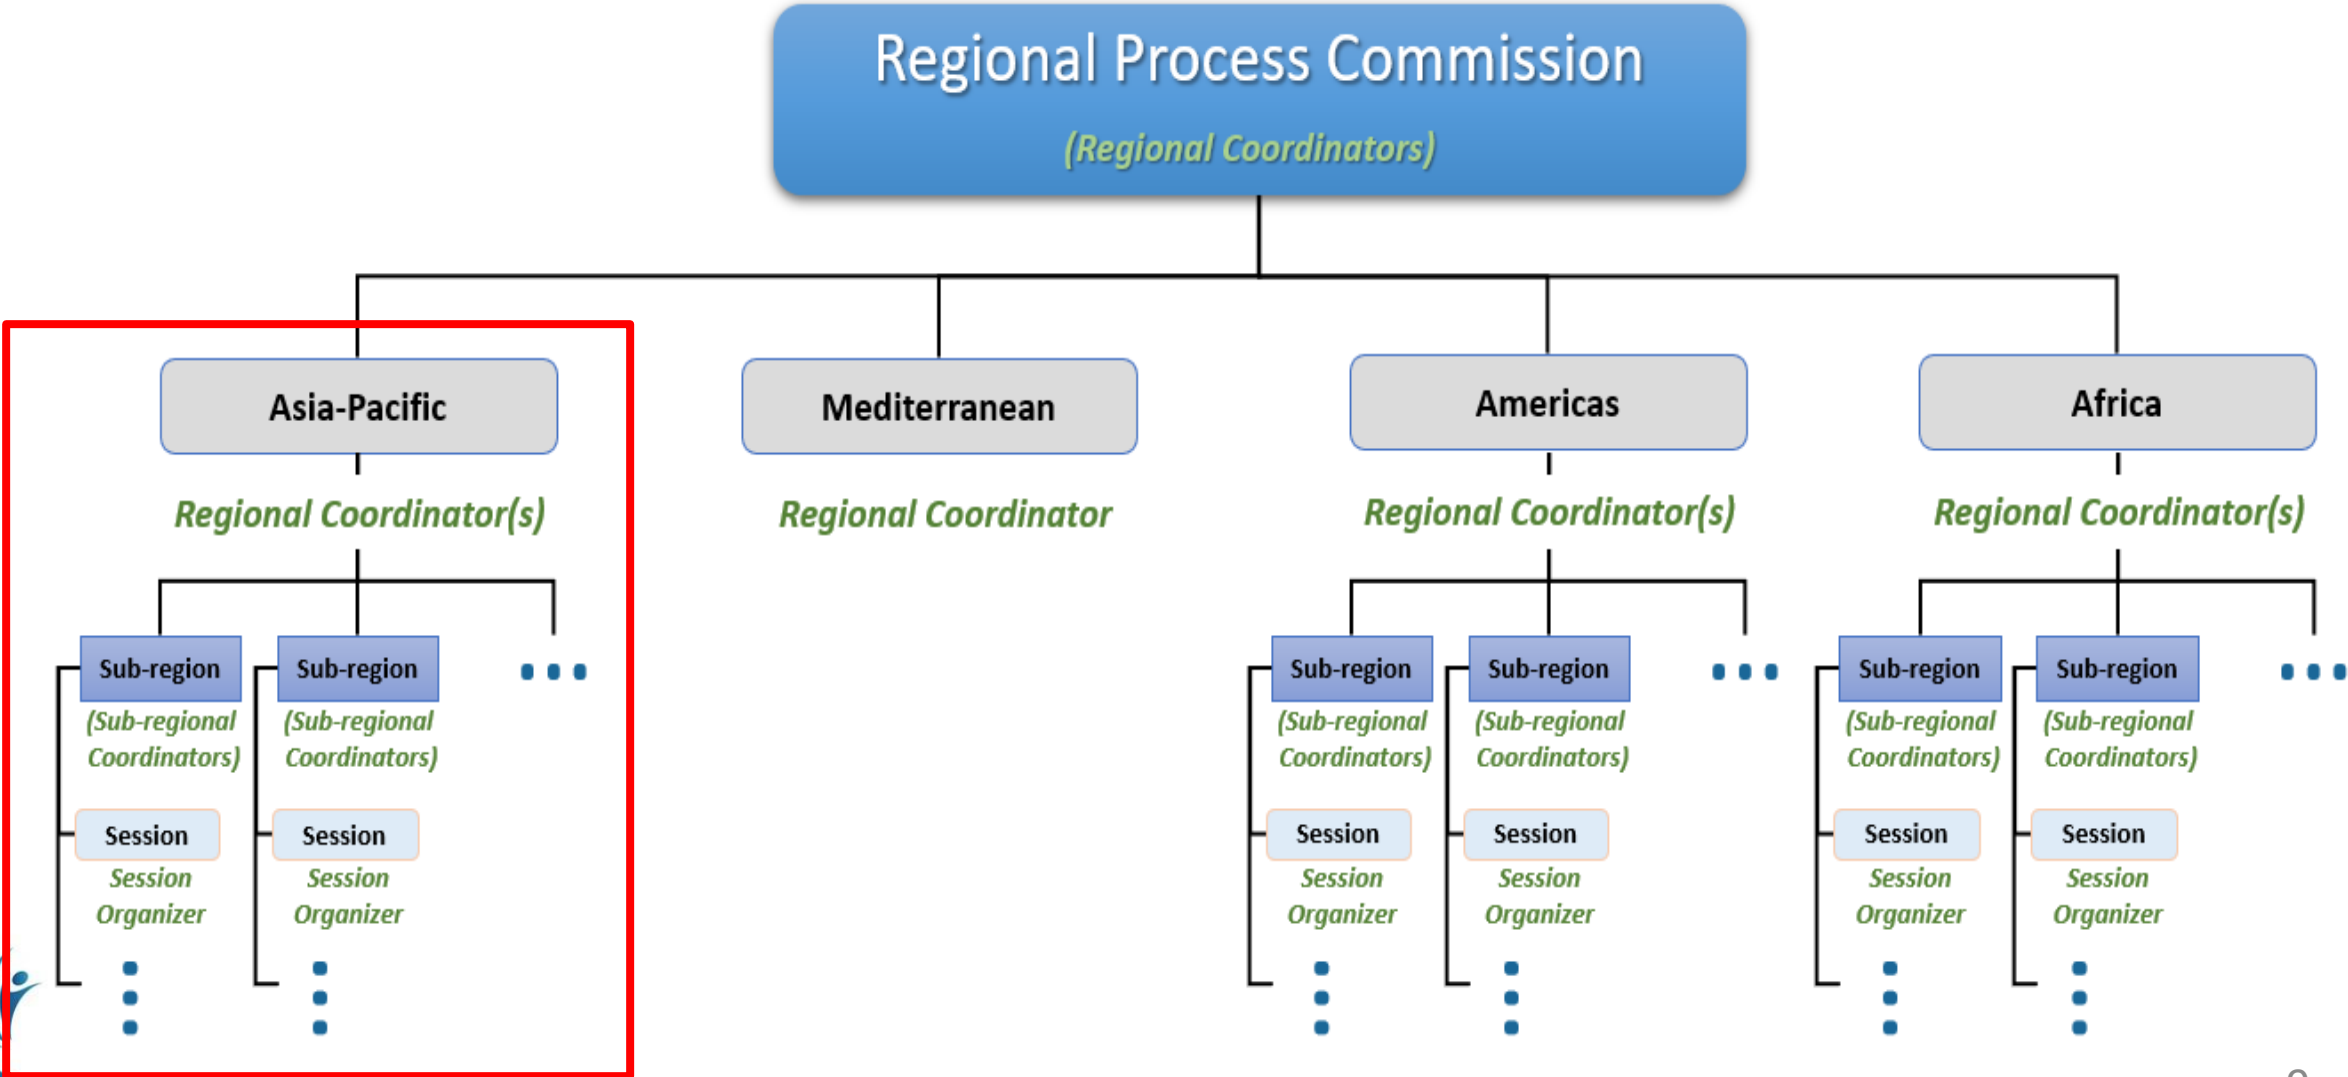 Regional Process Commission
(Regional Coordinators)
Asia-Pacific
Mediterranean
Americas
Africa
Regional Coordinator(s)
Regional Coordinator
Regional Coordinator(s)
Regional Coordinator(s)
Sub-region
Sub-region
Sub-region
Sub-region
Sub-region
Sub-region
(Sub-regional
Coordinators)
(Sub-regional
Coordinators)
(Sub-regional
Coordinators)
(Sub-regional
Coordinators)
(Sub-regional
Coordinators)
(Sub-regional
Coordinators)
Session
Session
Session
Session
Session
Session
Session
Organizer
Session
Organizer
Session
Organizer
Session
Organizer
Session
Organizer
Session
Organizer